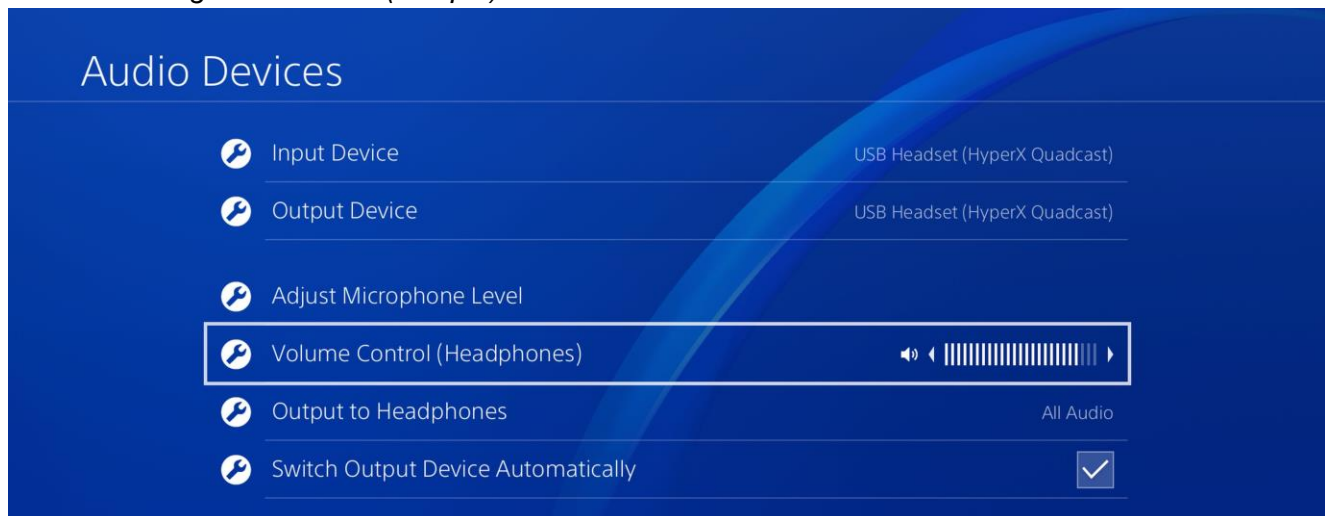 Audio Devices
Input Device USB Headset (HyperX Quadcast)
Output Device USB Headset (HyperX Quadcast)
Adjust Microphone Level
Volume Control (Headphones)
Output to Headphones All Audio
Switch Output Device Automatically